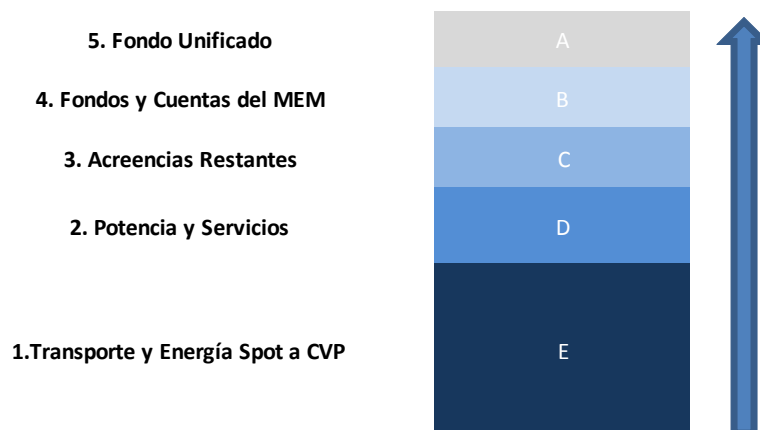 5. Fondo Unificado
A
4. Fondos y Cuentas del MEM
B
3. Acreencias Restantes
C
2. Potencia y Servicios
D
1.Transporte y Energía Spot a CVP
E